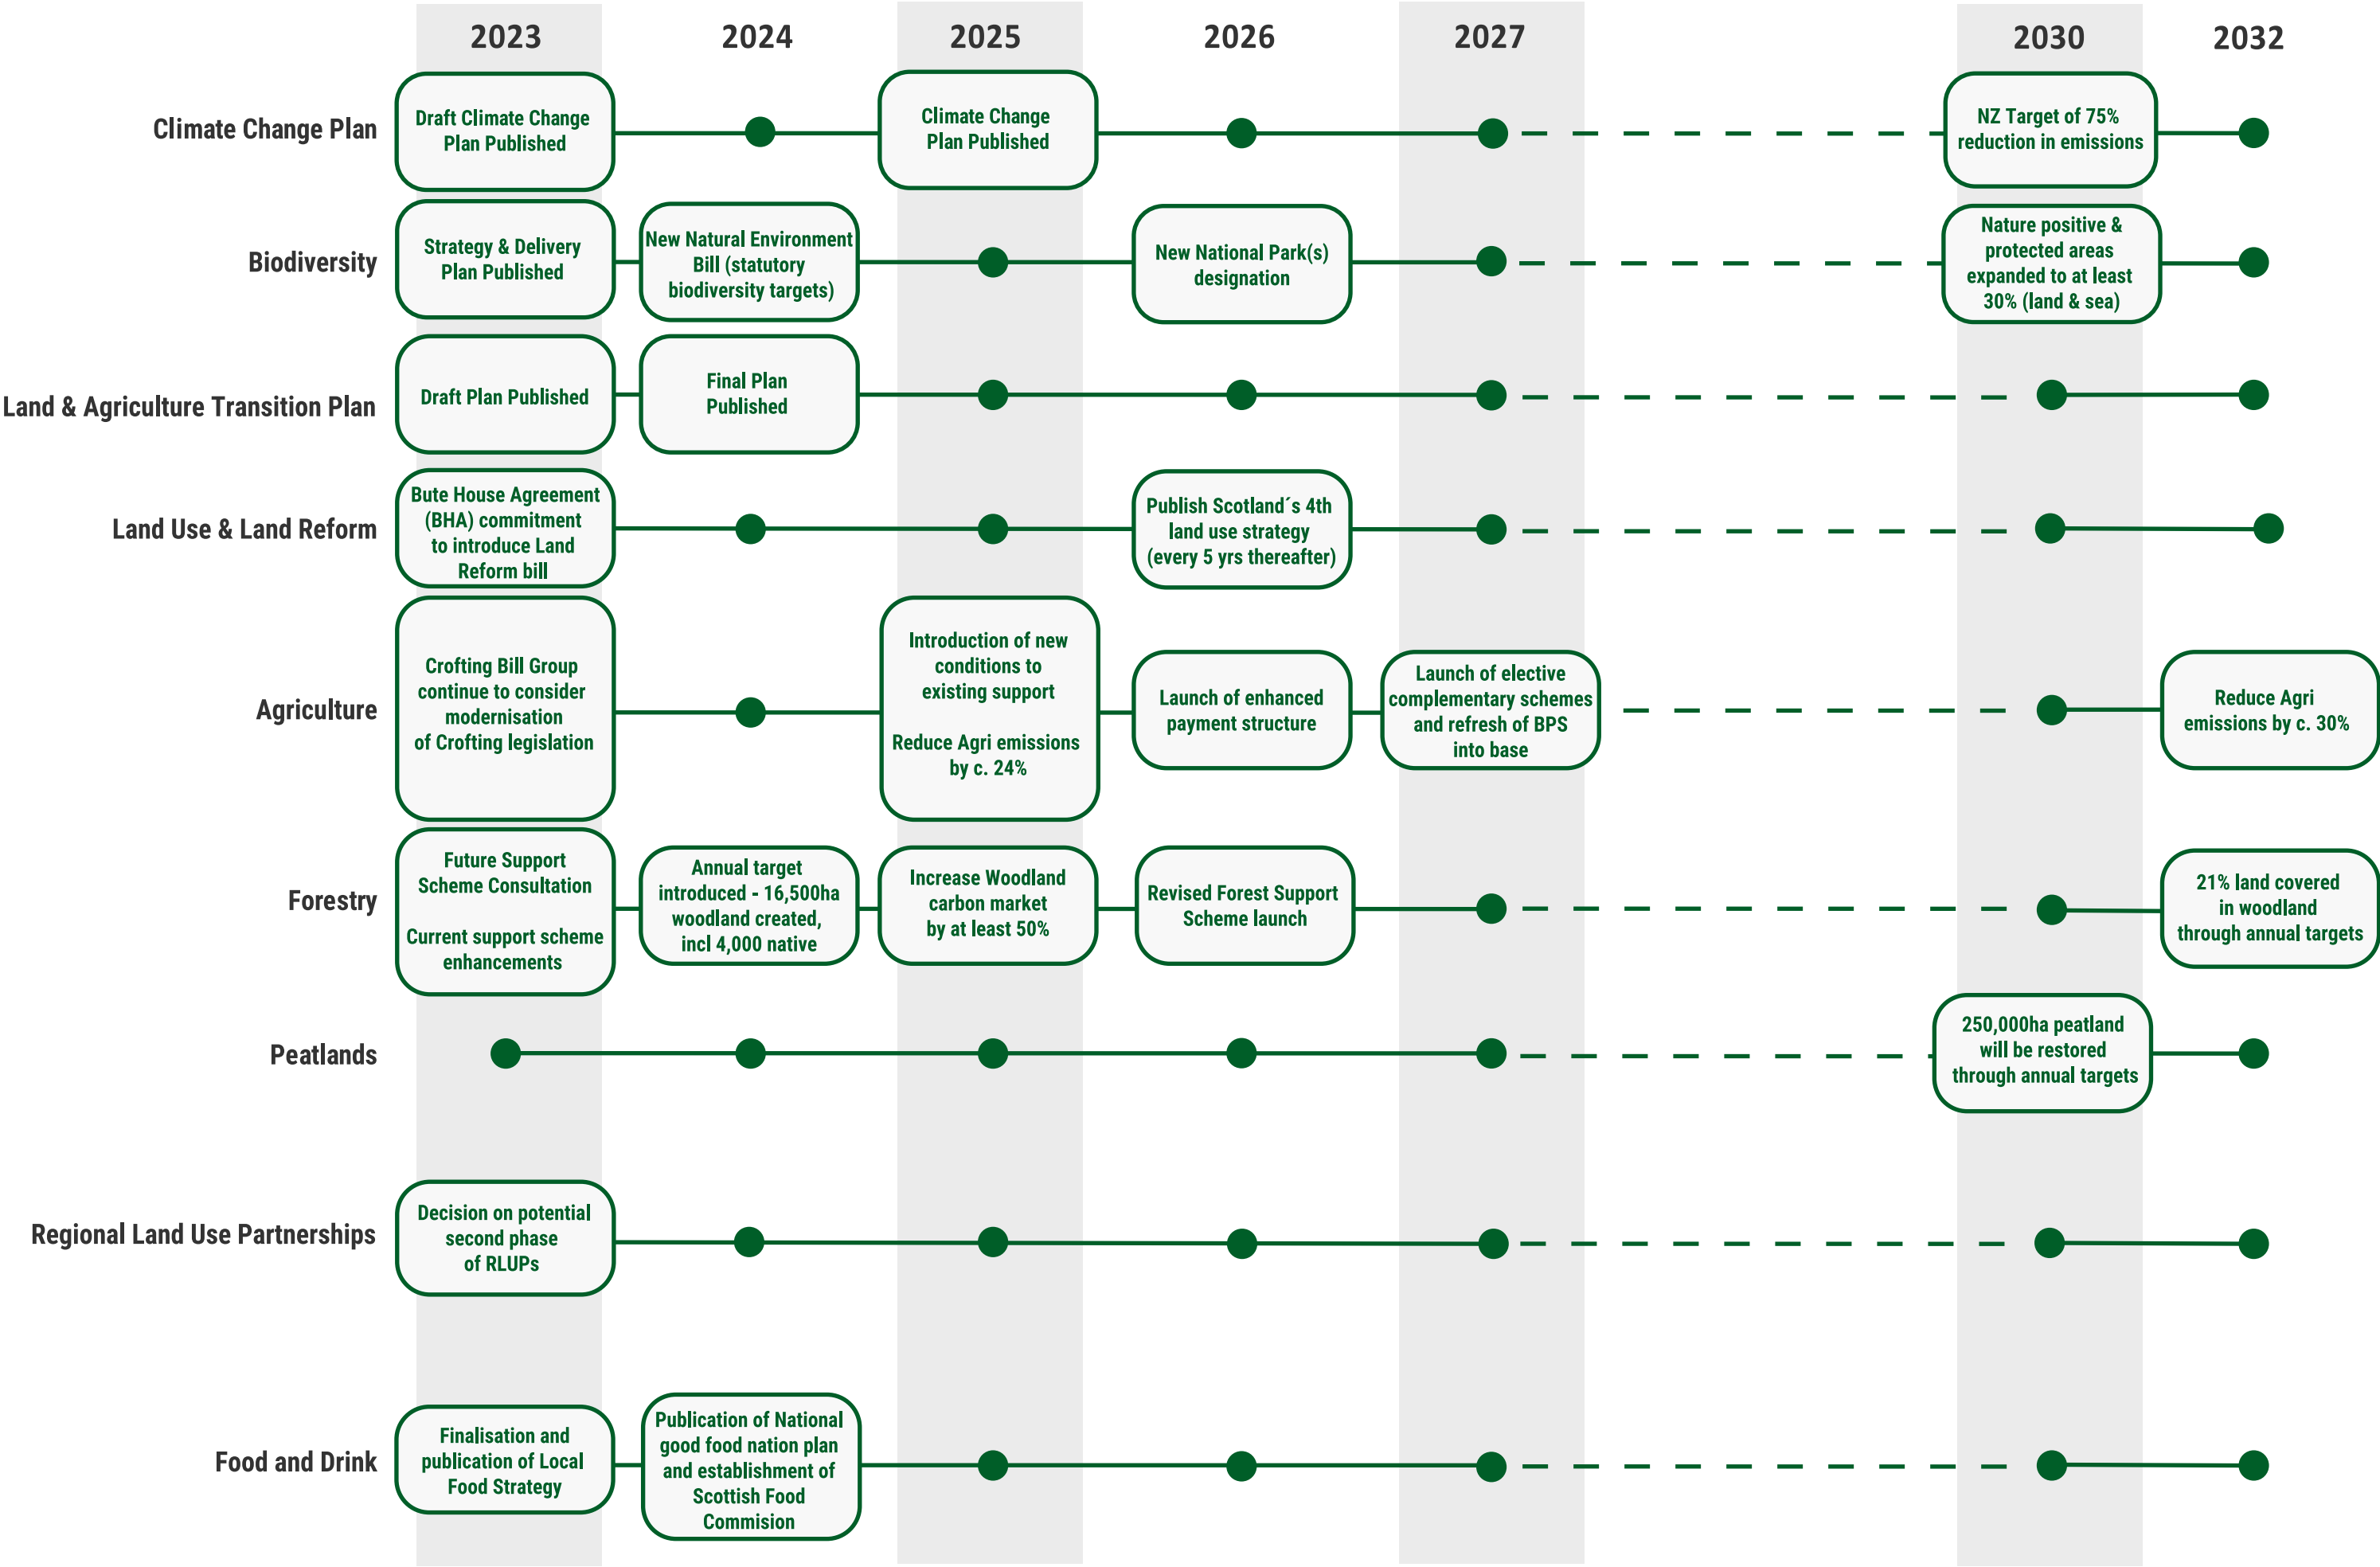 2023
2024
2025
2026
2027
2030
2032
Climate Change Plan
Draft Climate Change
Plan Published
Climate Change
Plan Published
NZ Target of 75%
reduction in emissions
Biodiversity
Strategy & Delivery
Plan Published
New Natural Environment
Bill (statutory
biodiversity targets)
New National Park(s)
designation
Nature positive &
protected areas
expanded to at least
30% (land & sea)
Land & Agriculture Transition Plan
Draft Plan Published
Final Plan
Published
Land Use & Land Reform
Bute House Agreement
(BHA) commitment
to introduce Land
Reform bill
Publish Scotland´s 4th
land use strategy
(every 5 yrs thereafter)
Agriculture
Crofting Bill Group
continue to consider
modernisation
of Crofting legislation
Introduction of new
conditions to
existing support
Reduce Agri emissions
by c. 24%
Launch of enhanced
payment structure
Launch of elective
complementary schemes
and refresh of BPS
into base
Reduce Agri
emissions by c. 30%
Forestry
Future Support
Scheme Consultation
Current support scheme
enhancements
Annual target
introduced - 16,500ha
woodland created,
incl 4,000 native
Increase Woodland
carbon market
by at least 50%
Revised Forest Support
Scheme launch
21% land covered
in woodland
through annual targets
Peatlands
250,000ha peatland
will be restored
through annual targets
Regional Land Use Partnerships
Decision on potential
second phase
of RLUPs
Food and Drink
Finalisation and
publication of Local
Food Strategy
Publication of National
good food nation plan
and establishment of
Scottish Food
Commision